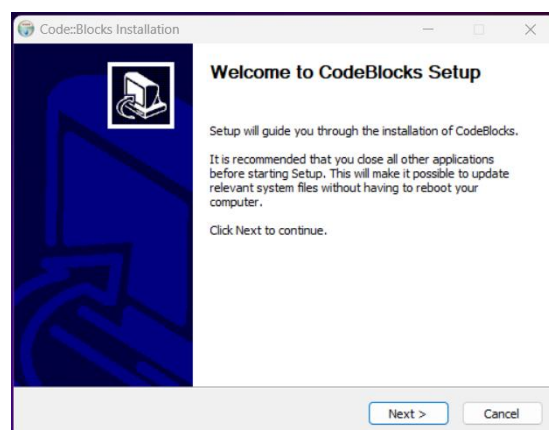 Code::Blocks Installation
Welcome to CodeBlocks Setup
Setup will guide you through the installation of CodeBlocks.
It is recommended that you close all other applications
before starting Setup. This will make it possible to update
relevant system files without having to reboot your
computer.
Click Next to continue.
Next >
Cancel